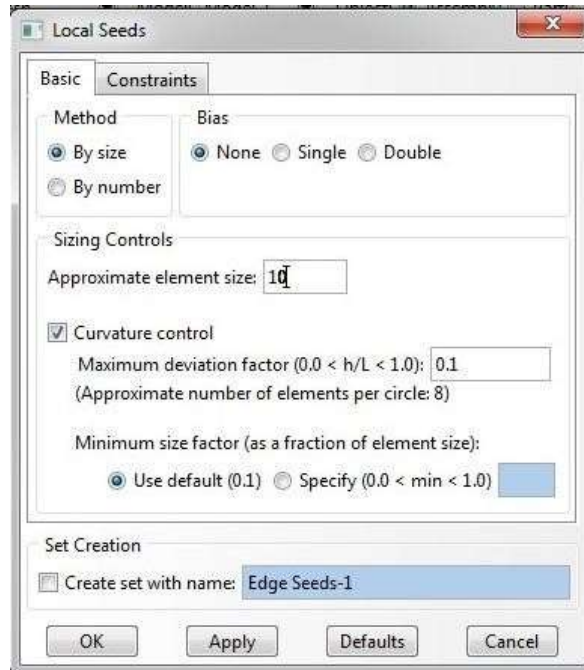 Local Seeds
Basic Constraints
Method Bias
By size None Single Double
By number
Sizing Controls
Approximate element size: 10
Curvature control
Maximum deviation factor (0.0 < h/L < 1.0): 0.1
(Approximate number of elements per circle: 8)
Minimum size factor (as a fraction of element size):
Use default (0.1) Specify (0.0 < min < 1.0)
Set Creation
Create set with name: Edge Seeds-1
OK Apply Defaults Cancel